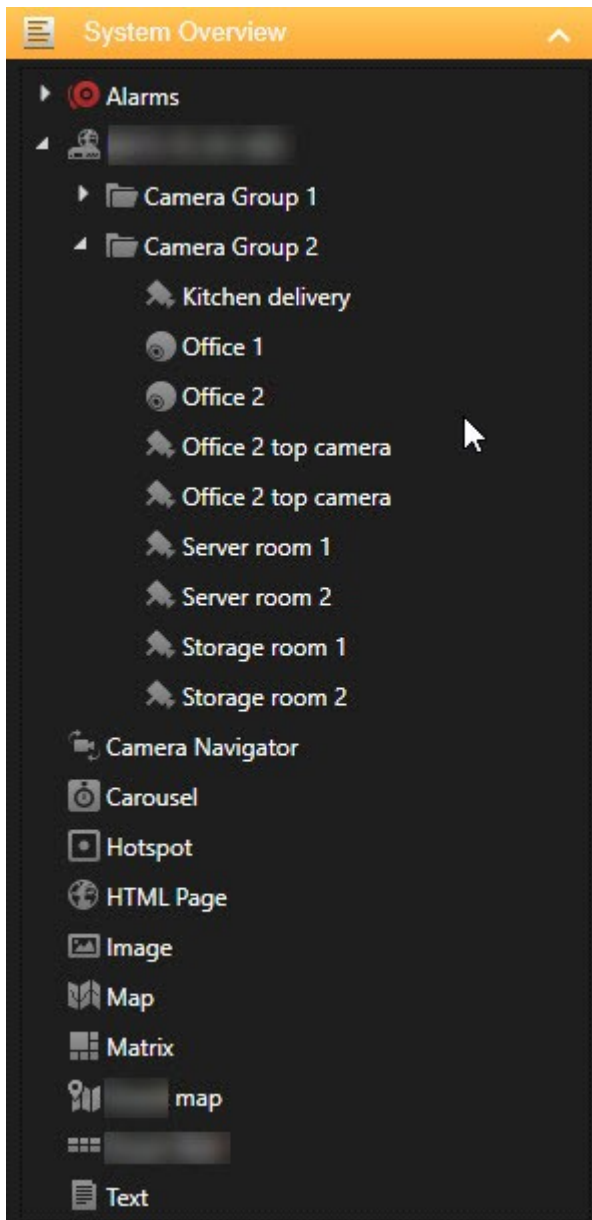 System Overview
Alarms
Camera Group 1
Camera Group 2
Kitchen delivery
Office 1
Office 2
Office 2 top camera
Office 2 top camera
Server room 1
Server room 2
Storage room 1
Storage room 2
Camera Navigator
Carousel
Hotspot
HTML Page
Image
Map
Matrix
map
Text